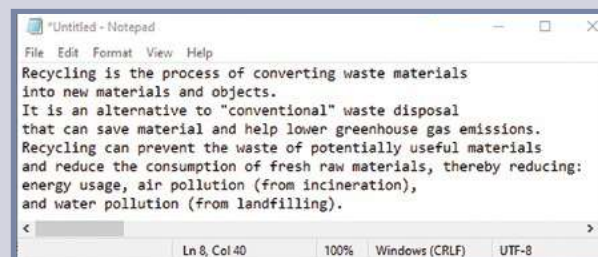 *Untitled - Notepad
File Edit Format View Help
Recycling is the process of converting waste materials
into new materials and objects.
It is an alternative to "conventional" waste disposal
that can save material and help lower greenhouse gas emissions.
Recycling can prevent the waste of potentially useful materials
and reduce the consumption of fresh raw materials, thereby reducing:
energy usage, air pollution (from incineration),
and water pollution (from landfilling).
Ln 8, Col 40 100% Windows (CRLF) UTF-8